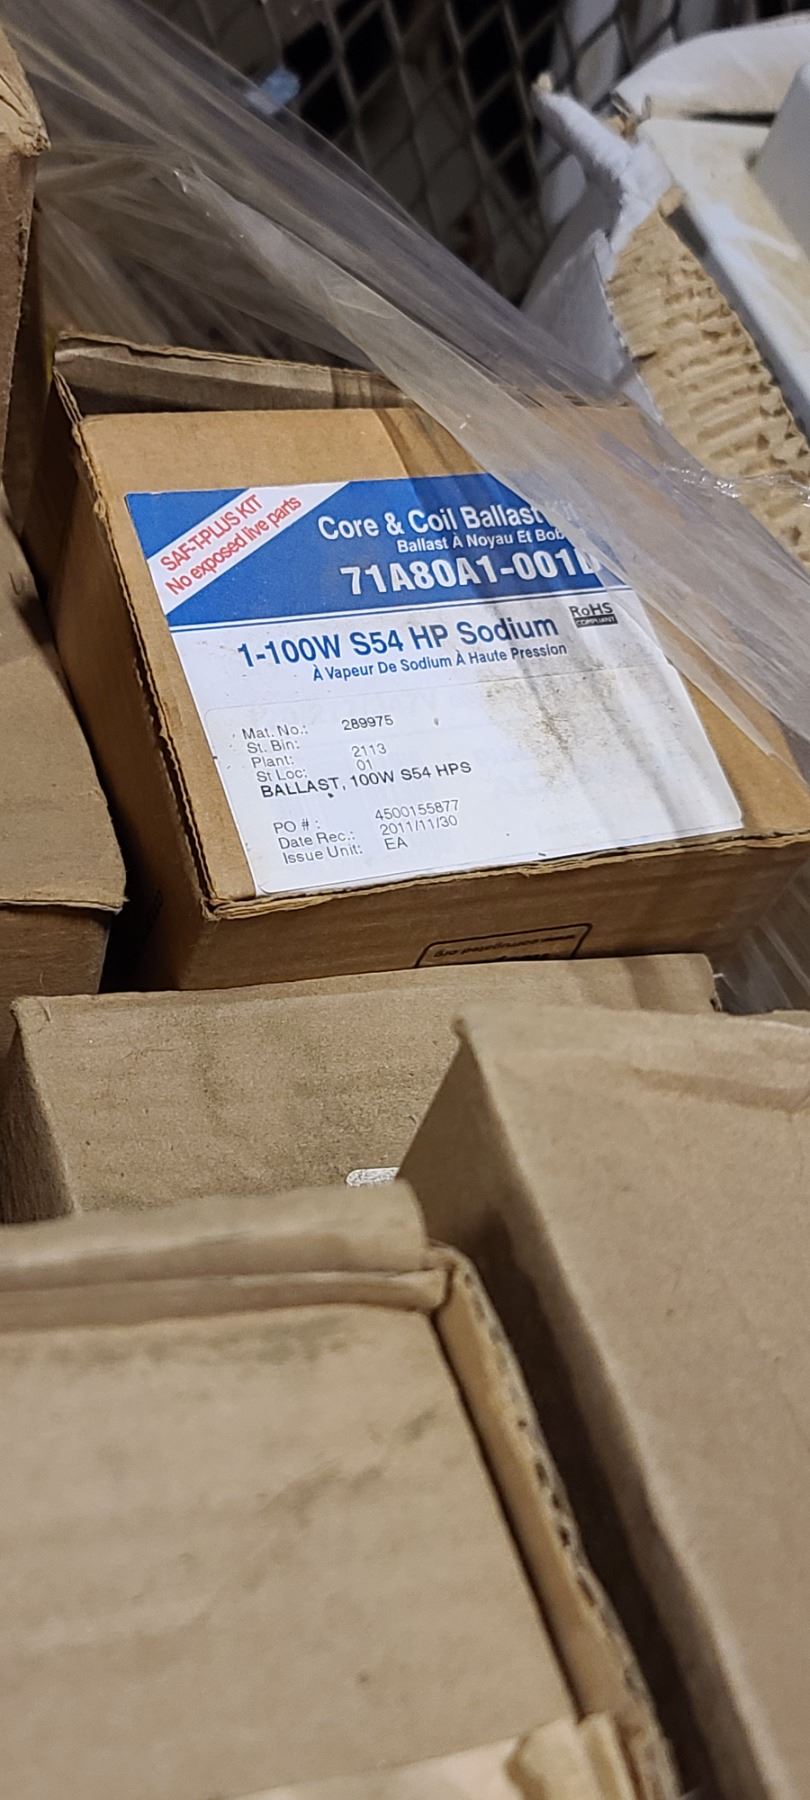 SAF-T-PLUS KIT
No exposed live parts
Core & Coil Ballast
Ballast À Noyau Et Bob
71A80A1-001D
1-100W S54 HP Sodium
À Vapeur De Sodium À Haute Pression
RoHS
COMPLIANT
Mat. No.: 289975
St. Bin:
Plant: 2113
St Loc: 01
BALLAST, 100W S54 HPS
PO # : 4500155877
Date Rec.: 2011/11/30
Issue Unit: EA